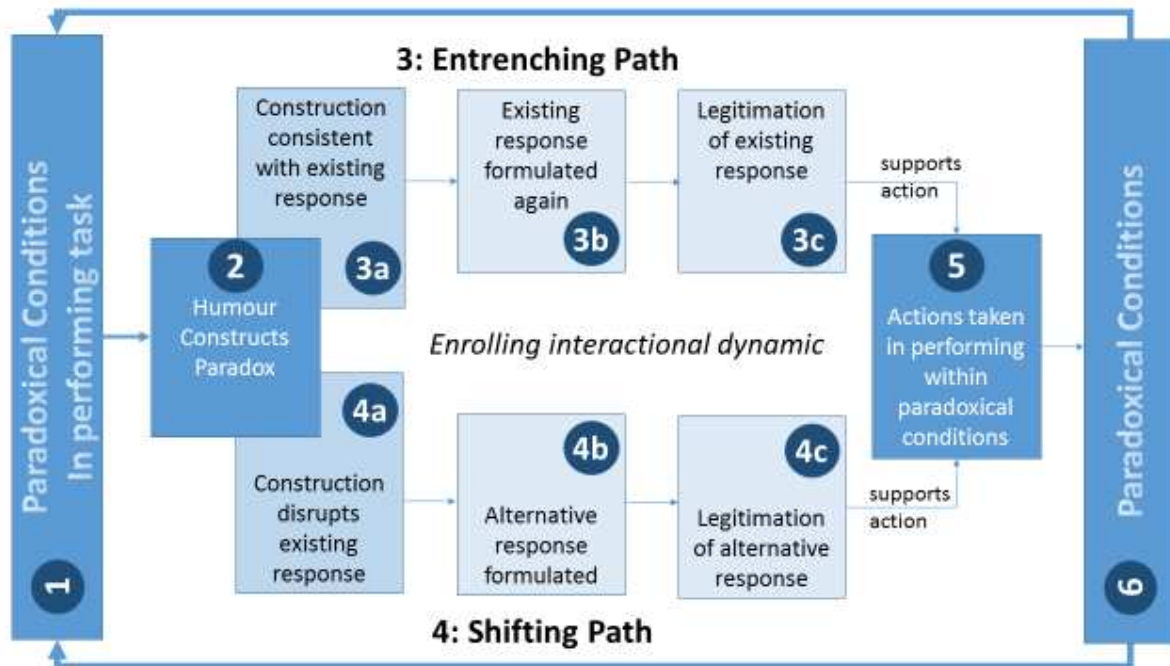 Paradoxical Conditions
In performing task
1
3: Entrenching Path
Construction
consistent
with existing
response
3a
Existing
response
formulated
again
3b
Legitimation
of existing
response
3c
supports
action
2
Humour
Constructs
Paradox
Enrolling interactional dynamic
4a
Construction
disrupts
existing
response
4b
Alternative
response
formulated
4c
Legitimation
of alternative
response
supports
action
4: Shifting Path
5
Actions taken
in performing
within
paradoxical
conditions
Paradoxical Conditions
6